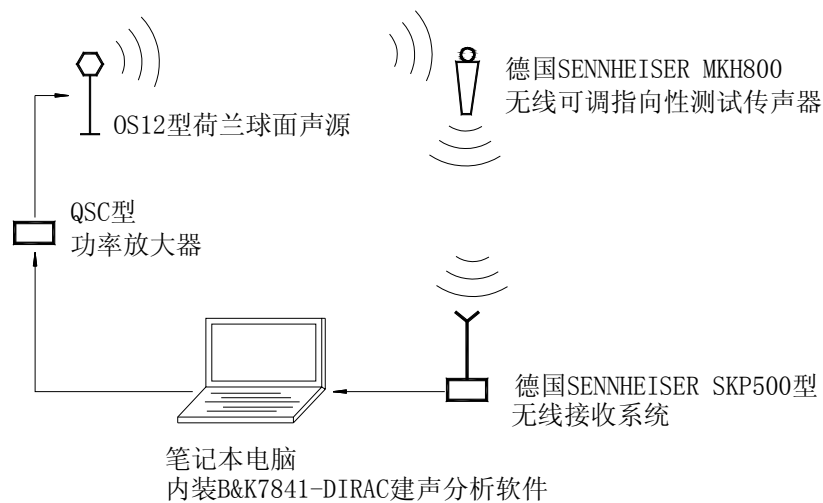 德国SENNHEISER MKH800
无线可调指向性测试传声器
OS12型荷兰球面声源
QSC型
功率放大器
德国SENNHEISER SKP500型
无线接收系统
笔记本电脑
内装B&K7841-DIRAC建声分析软件